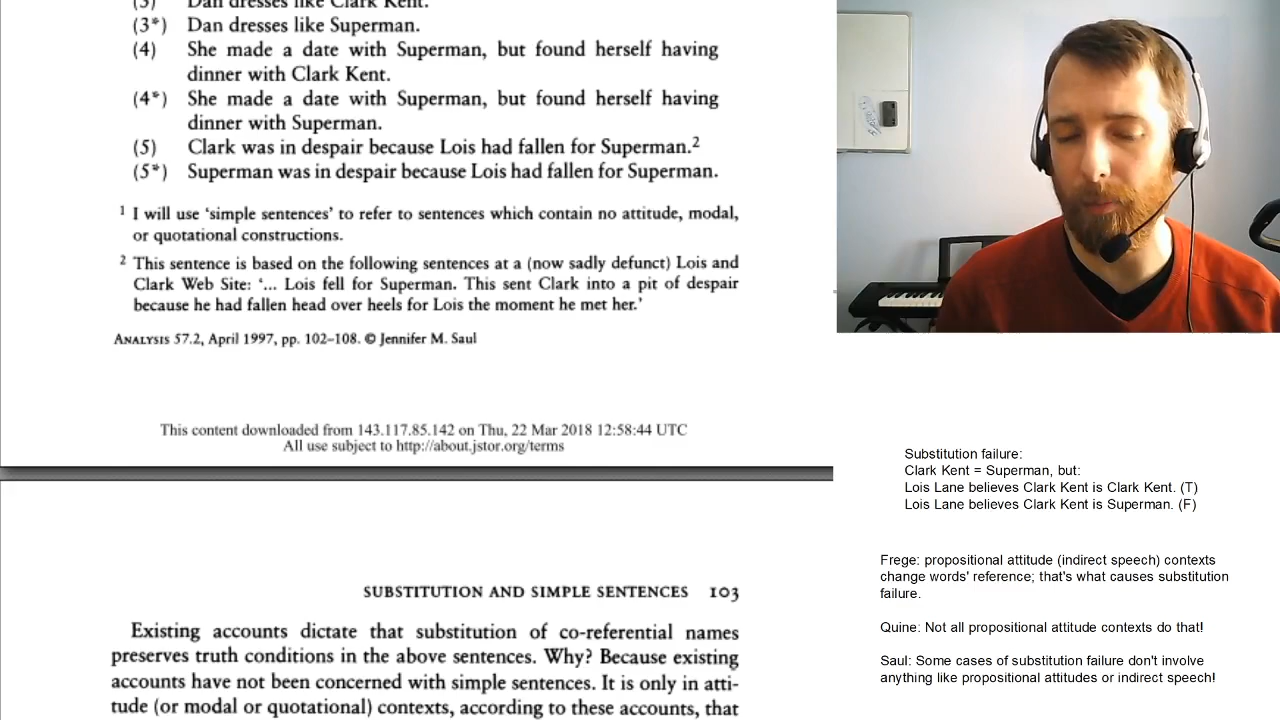 (3) Dan dresses like Clark Kent.
(3*) Dan dresses like Superman.
(4) She made a date with Superman, but found herself having
dinner with Clark Kent.
(4*) She made a date with Superman, but found herself having
dinner with Superman.
(5) Clark was in despair because Lois had fallen for Superman.²
(5*) Superman was in despair because Lois had fallen for Superman.
¹ I will use ‘simple sentences’ to refer to sentences which contain no attitude, modal,
or quotational constructions.
² This sentence is based on the following sentences at a (now sadly defunct) Lois and
Clark Web Site: ‘... Lois fell for Superman. This sent Clark into a pit of despair
because he had fallen head over heels for Lois the moment he met her.’
ANALYSIS 57.2, April 1997, pp. 102–108. © Jennifer M. Saul
This content downloaded from 143.117.85.142 on Thu, 22 Mar 2018 12:58:44 UTC
All use subject to http://about.jstor.org/terms
SUBSTITUTION AND SIMPLE SENTENCES 103
Existing accounts dictate that substitution of co-referential names
preserves truth conditions in the above sentences. Why? Because existing
accounts have not been concerned with simple sentences. It is only in atti-
tude (or modal or quotational) contexts, according to these accounts, that
Substitution failure:
Clark Kent = Superman, but:
Lois Lane believes Clark Kent is Clark Kent. (T)
Lois Lane believes Clark Kent is Superman. (F)
Frege: propositional attitude (indirect speech) contexts
change words' reference; that's what causes substitution
failure.
Quine: Not all propositional attitude contexts do that!
Saul: Some cases of substitution failure don't involve
anything like propositional attitudes or indirect speech!